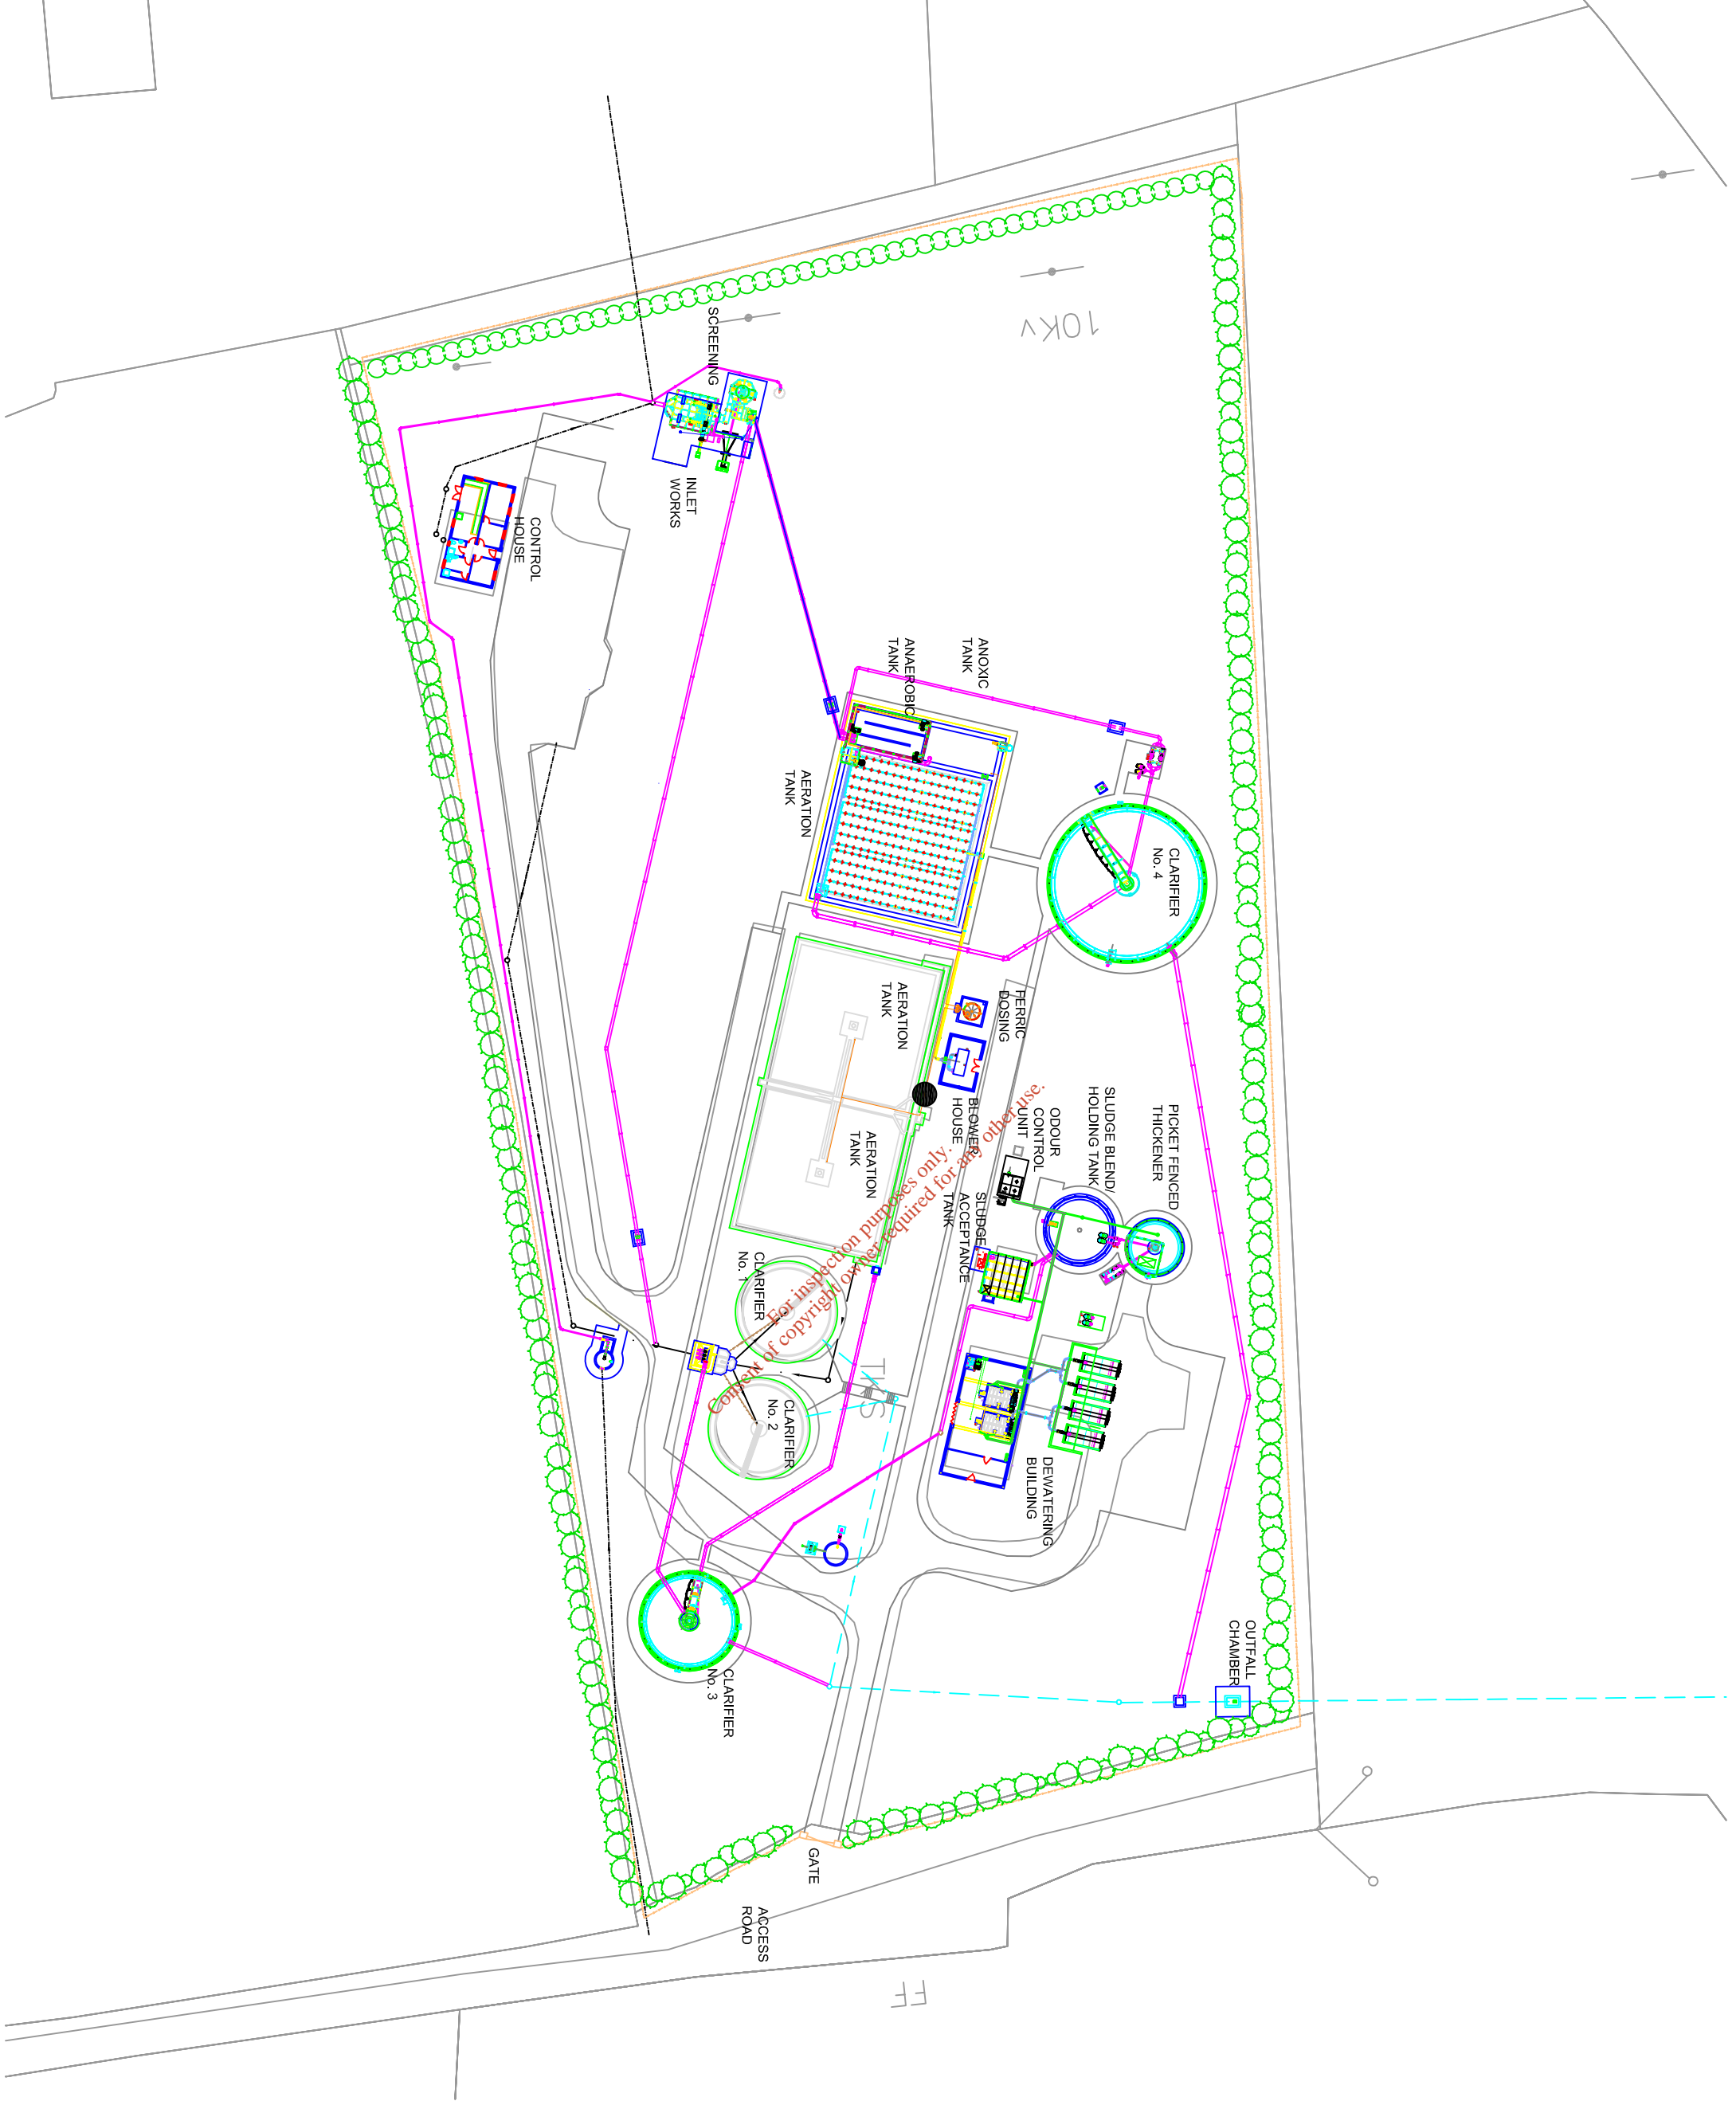 10Kv
SCREENING
INLET
WORKS
CONTROL
HOUSE
ANOXIC
TANK
ANAEROBIC
TANK
AERATION
TANK
CLARIFIER
No. 4
FERRIC
DOSING
AERATION
TANK
BLOWER
HOUSE
AERATION
TANK
ODOUR
CONTROL
UNIT
SLUDGE BLEND/
HOLDING TANK
PICKET FENCED
THICKENER
SLUDGE
ACCEPTANCE
TANK
CLARIFIER
No. 1
CLARIFIER
No. 2
TKS
DEWATERING
BUILDING
CLARIFIER
No. 3
OUTFALL
CHAMBER
GATE
ACCESS
ROAD
FF
For inspection purposes only.
Consent of copyright owner required for any other use.